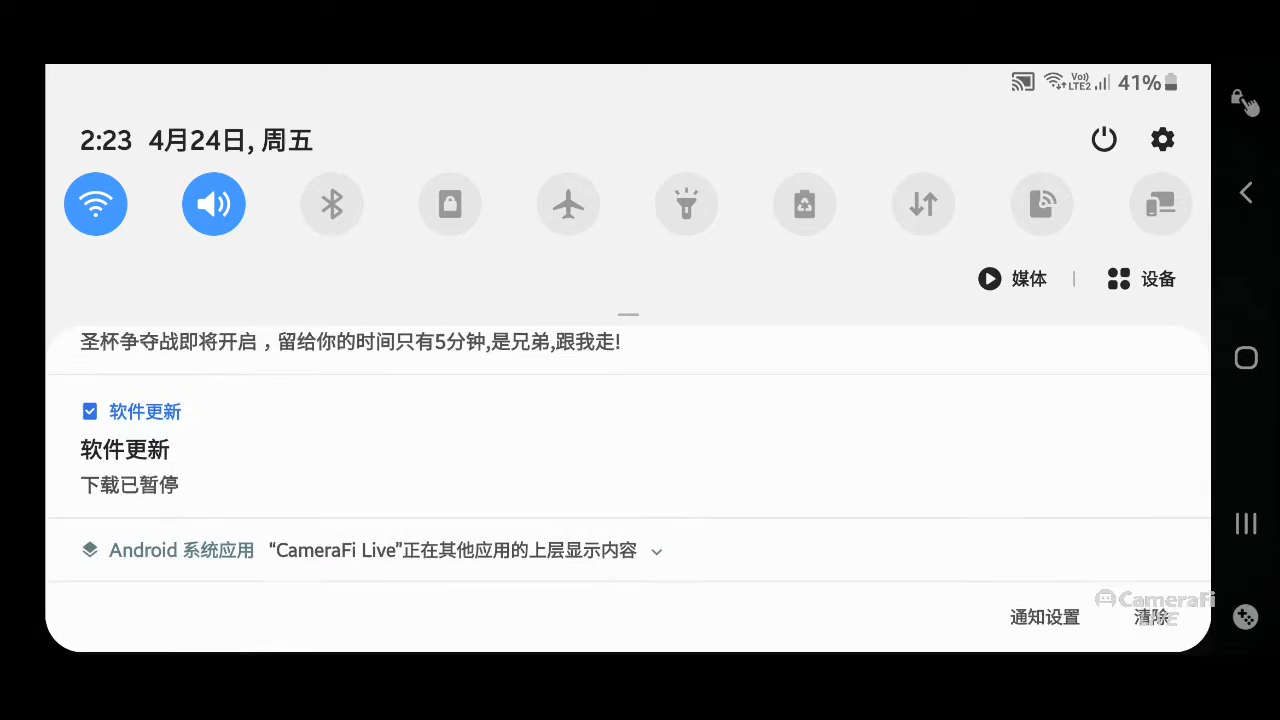 Vo)) LTE2 41%
2:23 4月24日, 周五
媒体 | 设备
圣杯争夺战即将开启，留给你的时间只有5分钟,是兄弟,跟我走!
软件更新
软件更新
下载已暂停
Android 系统应用 “CameraFi Live”正在其他应用的上层显示内容
CameraFi
LIVE
通知设置 清除